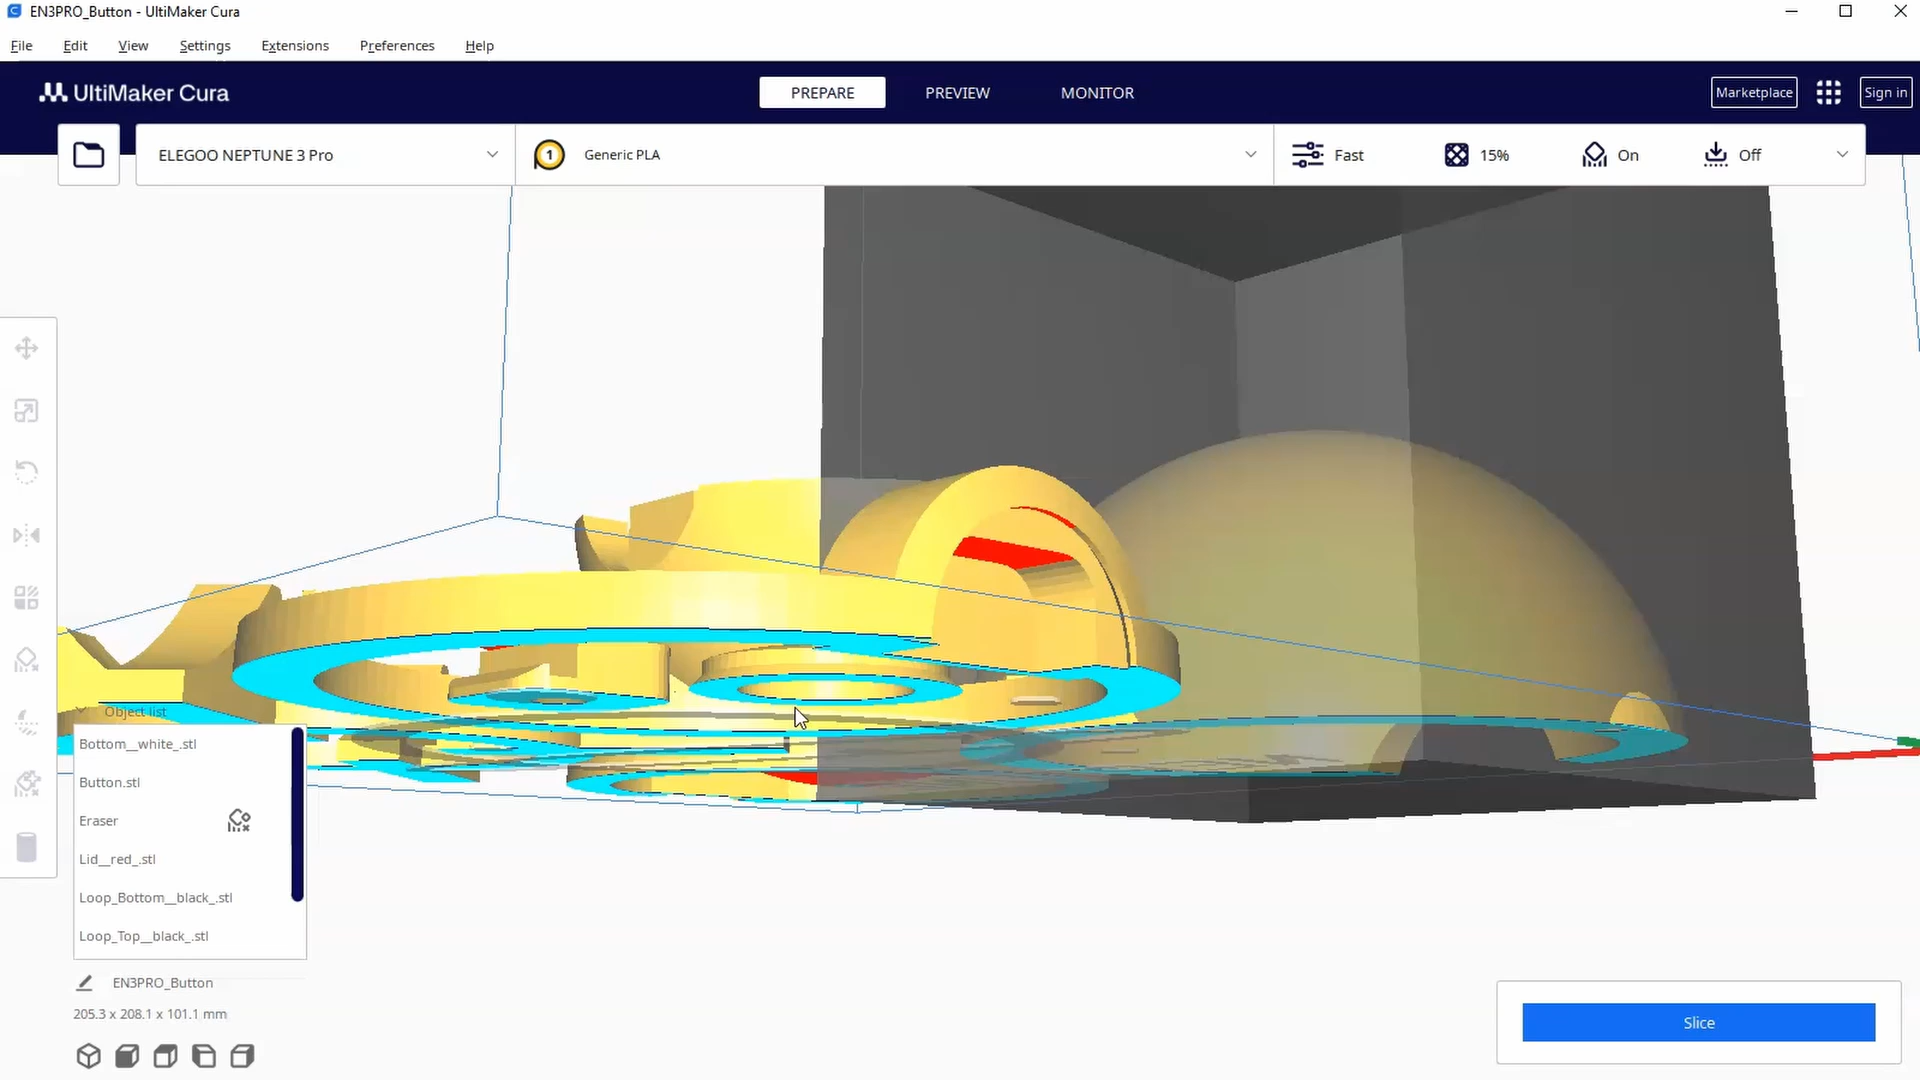 EN3PRO_Button - UltiMaker Cura
File Edit View Settings Extensions Preferences Help
UltiMaker Cura PREPARE PREVIEW MONITOR Marketplace Sign in
ELEGOO NEPTUNE 3 Pro 1 Generic PLA Fast 15% On Off
Object list
Bottom__white_.stl
Button.stl
Eraser
Lid__red_.stl
Loop_Bottom__black_.stl
Loop_Top__black_.stl
EN3PRO_Button
205.3 x 208.1 x 101.1 mm
Slice